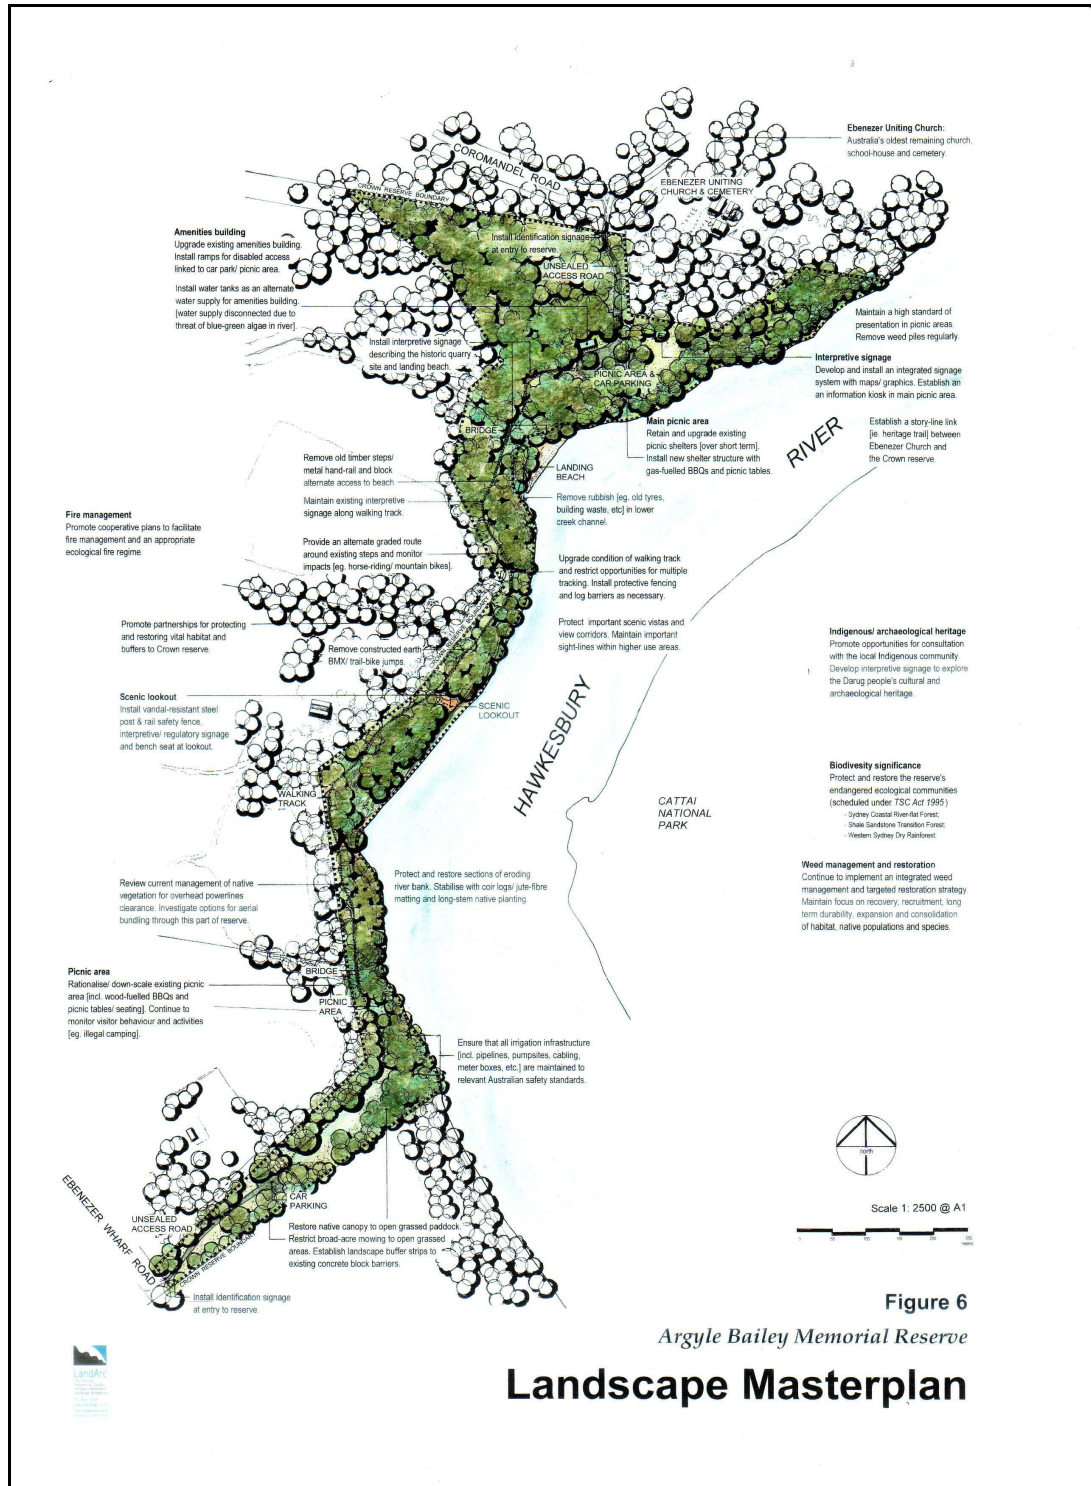 Ebenezer Uniting Church:
Australia's oldest remaining church,
school-house and cemetery.
COROMANDEL ROAD
CROWN RESERVE BOUNDARY
EBENEZER UNITING
CHURCH & CEMETERY
Amenities building
Upgrade existing amenities building.
Install ramps for disabled access
linked to car park/ picnic area.
Install water tanks as an alternate
water supply for amenities building.
[water supply disconnected due to
threat of blue-green algae in river].
Install identification signage
at entry to reserve.
UNSEALED
ACCESS ROAD
Install interpretive signage
describing the historic quarry
site and landing beach.
PICNIC AREA &
CAR PARKING
Maintain a high standard of
presentation in picnic areas.
Remove weed piles regularly.
Interpretive signage
Develop and install an integrated signage
system with maps/ graphics. Establish an
an information kiosk in main picnic area.
Main picnic area
Retain and upgrade existing
picnic shelters [over short term].
Install new shelter structure with
gas-fuelled BBQs and picnic tables.
Establish a story-line link
[ie. heritage trail] between
Ebenezer Church and
the Crown reserve.
RIVER
BRIDGE
Remove old timber steps/
metal hand-rail and block
alternate access to beach.
LANDING
BEACH
Maintain existing interpretive
signage along walking track.
Remove rubbish [eg. old tyres,
building waste, etc] in lower
creek channel.
Fire management
Promote cooperative plans to facilitate
fire management and an appropriate
ecological fire regime.
Provide an alternate graded route
around existing steps and monitor
impacts [eg. horse-riding/ mountain bikes].
Upgrade condition of walking track
and restrict opportunities for multiple
tracking. Install protective fencing
and log barriers as necessary.
Promote partnerships for protecting
and restoring vital habitat and
buffers to Crown reserve.
CROWN RESERVE BOUNDARY
Remove constructed earth
BMX/ trail-bike jumps.
Protect important scenic vistas and
view corridors. Maintain important
sight-lines within higher use areas.
Indigenous/ archaeological heritage
Promote opportunities for consultation
with the local Indigenous community.
Develop interpretive signage to explore
the Darug people's cultural and
archaeological heritage.
Scenic lookout
Install vandal-resistant steel
post & rail safety fence,
interpretive/ regulatory signage
and bench seat at lookout.
SCENIC
LOOKOUT
HAWKESBURY
WALKING
TRACK
CATTAI
NATIONAL
PARK
Biodivesity significance
Protect and restore the reserve's
endangered ecological communities
(scheduled under TSC Act 1995)
- Sydney Coastal River-flat Forest;
- Shale Sandstone Transition Forest;
- Western Sydney Dry Rainforest.
Weed management and restoration
Continue to implement an integrated weed
management and targeted restoration strategy.
Maintain focus on recovery, recruitment, long
term durability, expansion and consolidation
of habitat, native populations and species.
Review current management of native
vegetation for overhead powerlines
clearance. Investigate options for aerial
bundling through this part of reserve.
Protect and restore sections of eroding
river bank. Stabilise with coir logs/ jute-fibre
matting and long-stem native planting.
BRIDGE
Picnic area
Rationalise/ down-scale existing picnic
area [incl. wood-fuelled BBQs and
picnic tables/ seating]. Continue to
monitor visitor behaviour and activities
[eg. illegal camping].
PICNIC
AREA
Ensure that all irrigation infrastructure
[incl. pipelines, pumpsites, cabling,
meter boxes, etc.] are maintained to
relevant Australian safety standards.
north
EBENEZER WHARF ROAD
UNSEALED
ACCESS ROAD
CAR
PARKING
CROWN RESERVE BOUNDARY
Restore native canopy to open grassed paddock.
Restrict broad-acre mowing to open grassed
areas. Establish landscape buffer strips to
existing concrete block barriers.
Install identification signage
at entry to reserve.
Scale 1: 2500 @ A1
Figure 6
Argyle Bailey Memorial Reserve
Landscape Masterplan
LandArc